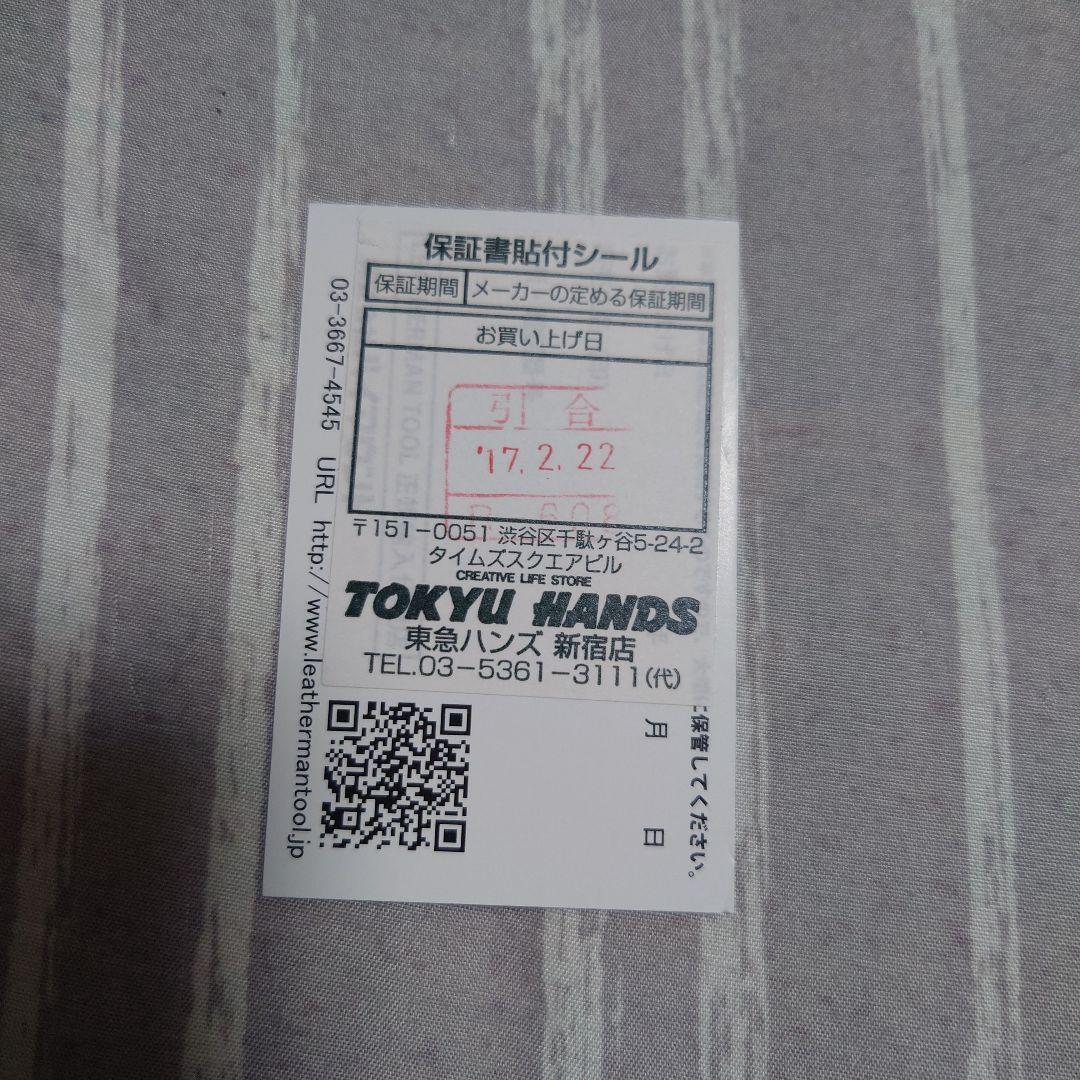 保証書貼付シール
保証期間 メーカーの定める保証期間
お買い上げ日
引合
'17.2.22
608
〒151-0051 渋谷区千駄ヶ谷5-24-2
タイムズスクエアビル
CREATIVE LIFE STORE
TOKYU HANDS
東急ハンズ 新宿店
TEL.03-5361-3111(代)
03-3667-4545 URL http://www.leathermantool.jp
月 日
に保管してください。